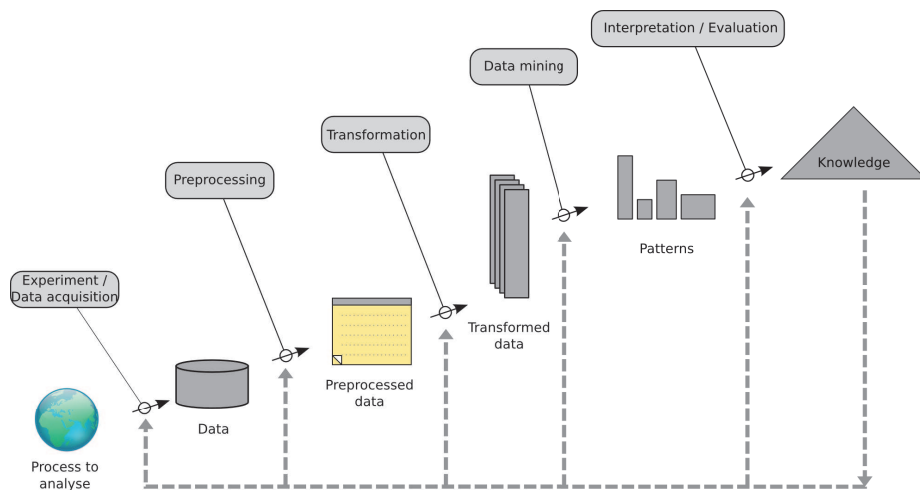 Interpretation / Evaluation
Data mining
Transformation
Preprocessing
Experiment /
Data acquisition
Knowledge
Patterns
Transformed
data
Preprocessed
data
Data
Process to
analyse